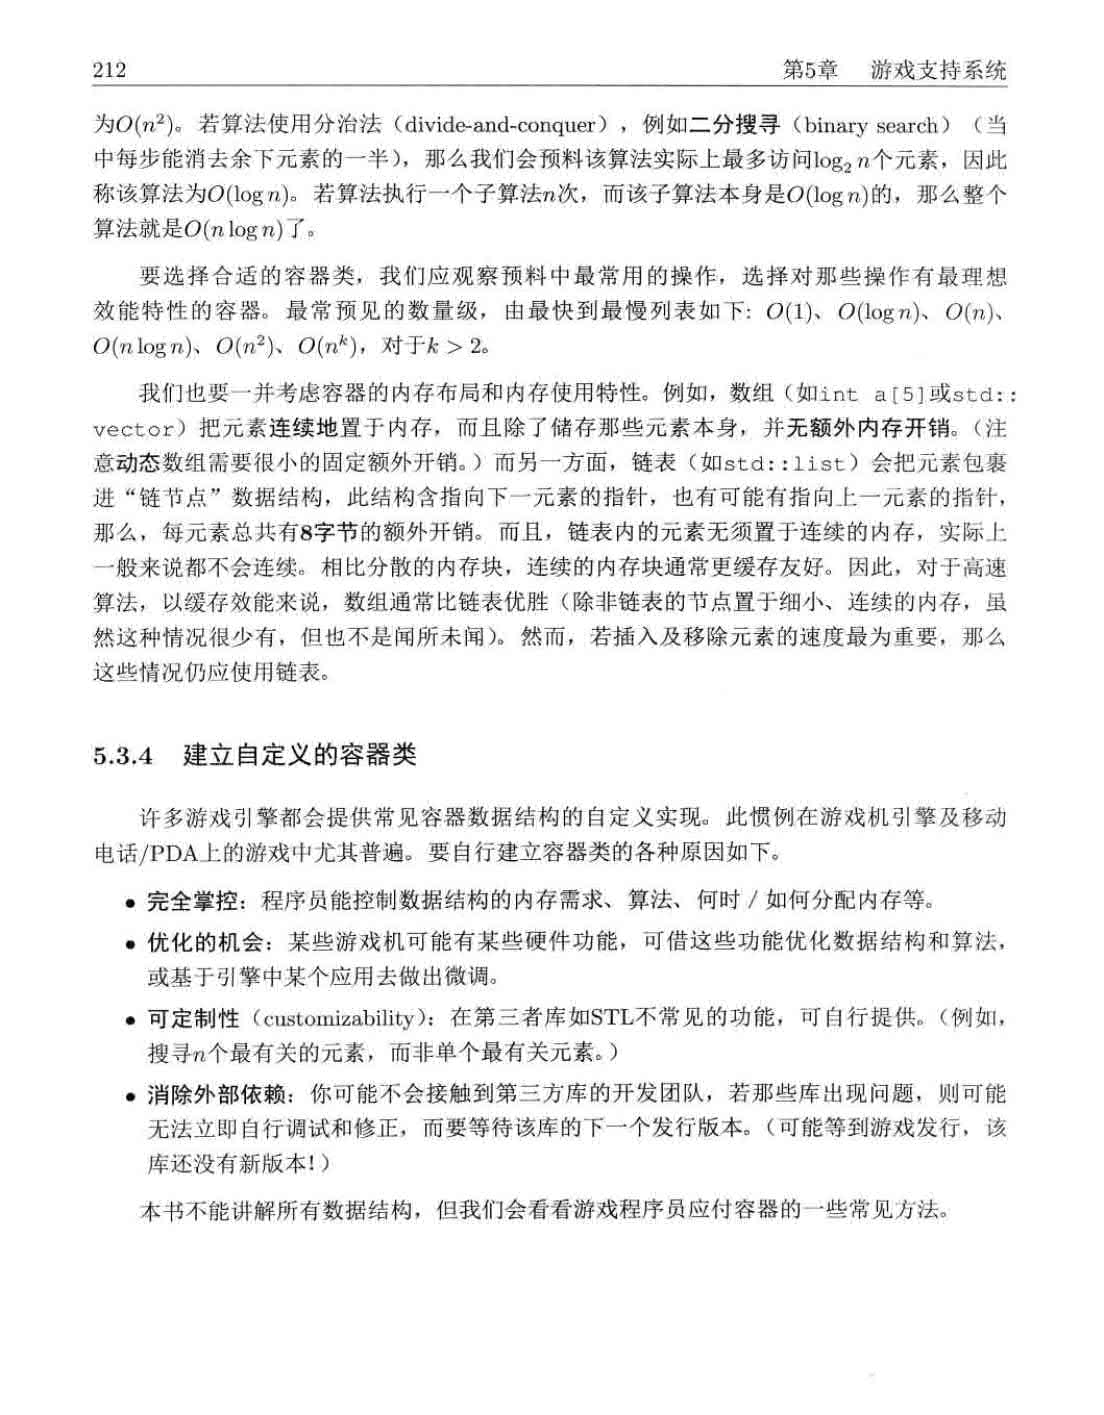 212 第5章 游戏支持系统
为O(n²)。若算法使用分治法（divide-and-conquer），例如二分搜寻（binary search）（当
中每步能消去余下元素的一半），那么我们会预料该算法实际上最多访问log₂ n个元素，因此
称该算法为O(log n)。若算法执行一个子算法n次，而该子算法本身是O(log n)的，那么整个
算法就是O(n log n)了。
要选择合适的容器类，我们应观察预料中最常用的操作，选择对那些操作有最理想
效能特性的容器。最常预见的数量级，由最快到最慢列表如下：O(1)、O(log n)、O(n)、
O(n log n)、O(n²)、O(nᵏ)，对于k > 2。
我们也要一并考虑容器的内存布局和内存使用特性。例如，数组（如int a[5]或std::
vector）把元素连续地置于内存，而且除了储存那些元素本身，并无额外内存开销。（注
意动态数组需要很小的固定额外开销。）而另一方面，链表（如std::list）会把元素包裹
进“链节点”数据结构，此结构含指向下一元素的指针，也有可能有指向上一元素的指针，
那么，每元素总共有8字节的额外开销。而且，链表内的元素无须置于连续的内存，实际上
一般来说都不会连续。相比分散的内存块，连续的内存块通常更缓存友好。因此，对于高速
算法，以缓存效能来说，数组通常比链表优胜（除非链表的节点置于细小、连续的内存，虽
然这种情况很少有，但也不是闻所未闻）。然而，若插入及移除元素的速度最为重要，那么
这些情况仍应使用链表。
5.3.4 建立自定义的容器类
许多游戏引擎都会提供常见容器数据结构的自定义实现。此惯例在游戏机引擎及移动
电话/PDA上的游戏中尤其普遍。要自行建立容器类的各种原因如下。
• 完全掌控：程序员能控制数据结构的内存需求、算法、何时 / 如何分配内存等。
• 优化的机会：某些游戏机可能有某些硬件功能，可借这些功能优化数据结构和算法，
或基于引擎中某个应用去做出微调。
• 可定制性（customizability）：在第三者库如STL不常见的功能，可自行提供。（例如，
搜寻n个最有关的元素，而非单个最有关元素。）
• 消除外部依赖：你可能不会接触到第三方库的开发团队，若那些库出现问题，则可能
无法立即自行调试和修正，而要等待该库的下一个发行版本。（可能等到游戏发行，该
库还没有新版本！）
本书不能讲解所有数据结构，但我们会看看游戏程序员应付容器的一些常见方法。